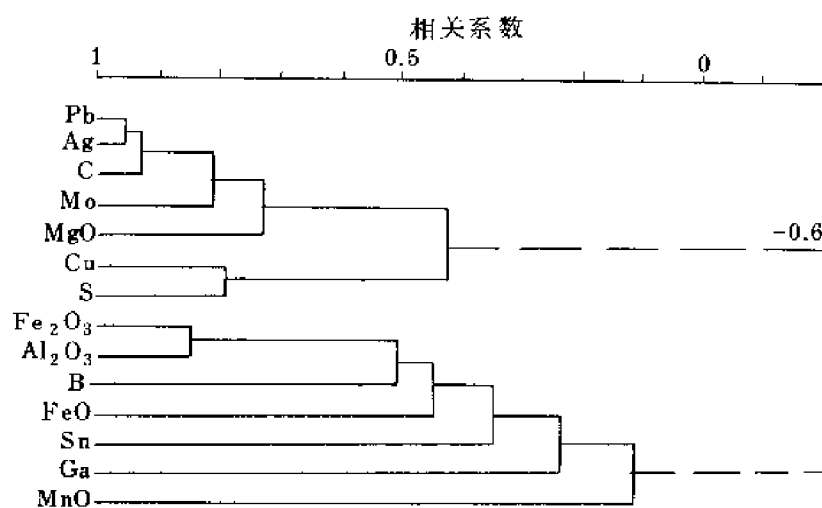 相关系数
1 0.5 0
Pb
Ag
C
Mo
MgO
-0.6
Cu
S
Fe₂O₃
Al₂O₃
B
FeO
Sn
Ga
MnO